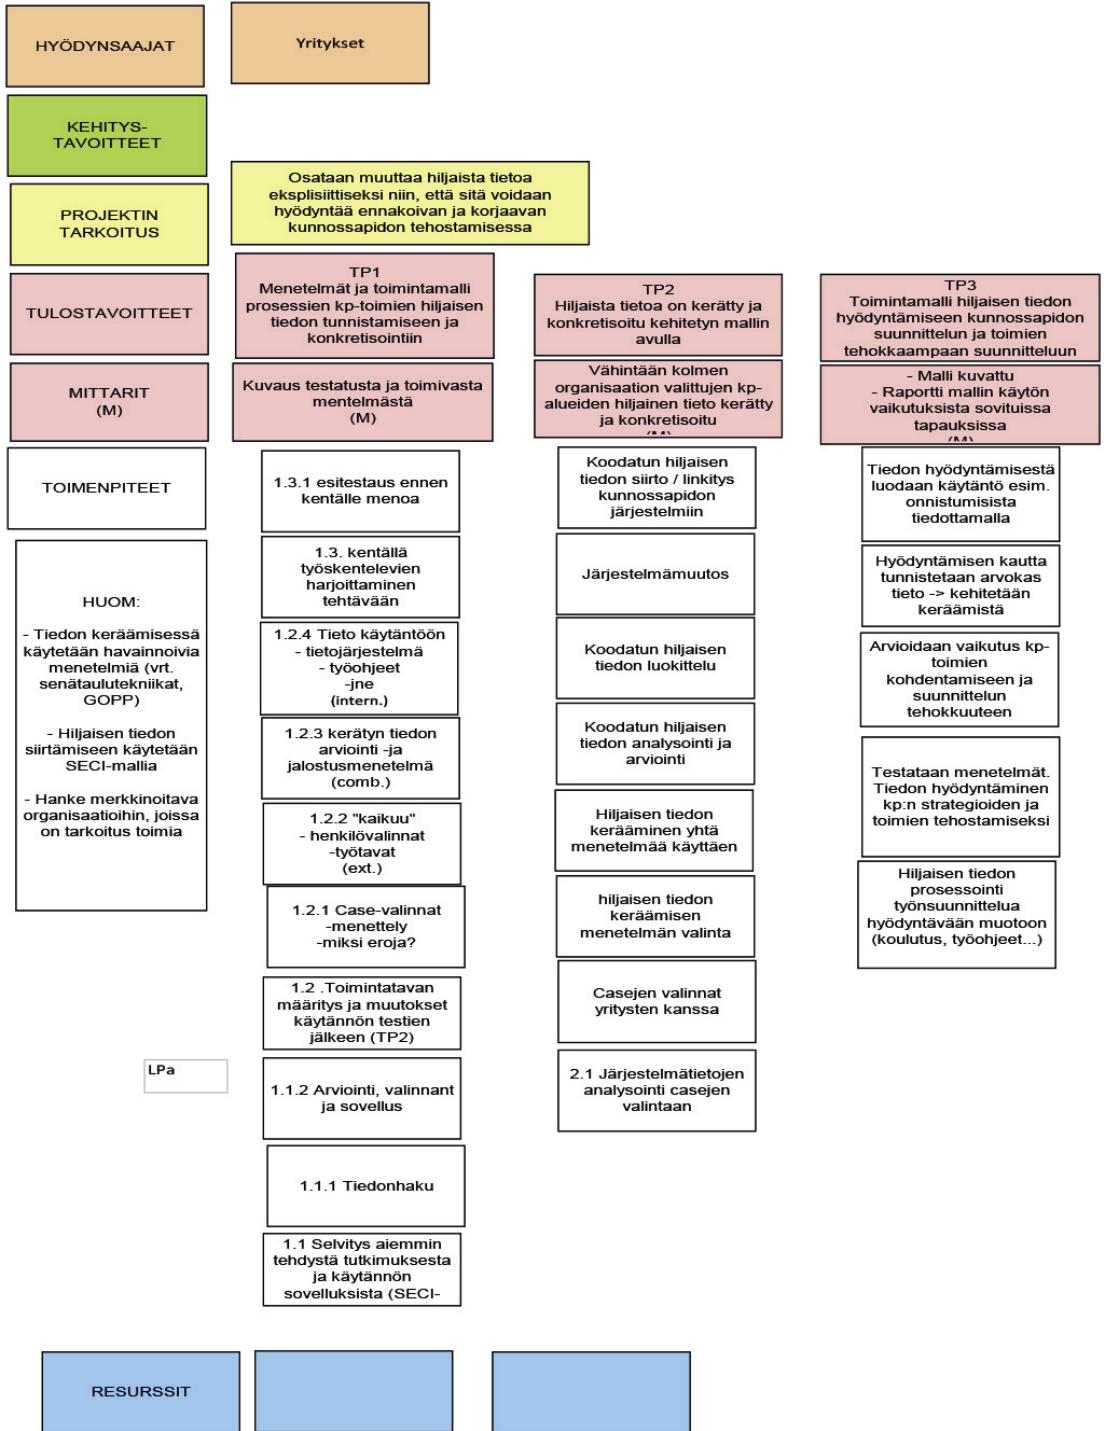 HYÖDYNSAAJAT
Yritykset
KEHITYS-
TAVOITTEET
PROJEKTIN
TARKOITUS
Osataan muuttaa hiljaista tietoa
eksplisiittiseksi niin, että sitä voidaan
hyödyntää ennakoivan ja korjaavan
kunnossapidon tehostamisessa
TULOSTAVOITTEET
TP1
Menetelmät ja toimintamalli
prosessien kp-toimien hiljaisen
tiedon tunnistamiseen ja
konkretisointiin
TP2
Hiljaista tietoa on kerätty ja
konkretisoitu kehitetyn mallin
avulla
TP3
Toimintamalli hiljaisen tiedon
hyödyntämiseen kunnossapidon
suunnittelun ja toimien
tehokkaampaan suunnitteluun
MITTARIT
(M)
Kuvaus testatusta ja toimivasta
mentelmästä
(M)
Vähintään kolmen
organisaation valittujen kp-
alueiden hiljainen tieto kerätty
ja konkretisoitu
(M)
- Malli kuvattu
- Raportti mallin käytön
vaikutuksista sovituissa
tapauksissa
(M)
TOIMENPITEET
HUOM:
- Tiedon keräämisessä
käytetään havainnoivia
menetelmiä (vrt.
senätaulutekniikat,
GOPP)
- Hiljaisen tiedon
siirtämiseen käytetään
SECI-mallia
- Hanke merkkinoitava
organisaatioihin, joissa
on tarkoitus toimia
1.3.1 esitestaus ennen
kentälle menoa
1.3. kentällä
työskentelevien
harjoittaminen
tehtävään
1.2.4 Tieto käytäntöön
- tietojärjestelmä
- työohjeet
-jne
(intern.)
1.2.3 kerätyn tiedon
arviointi -ja
jalostusmenetelmä
(comb.)
1.2.2 "kaikuu"
- henkilövalinnat
-työtavat
(ext.)
1.2.1 Case-valinnat
-menettely
-miksi eroja?
1.2 .Toimintatavan
määritys ja muutokset
käytännön testien
jälkeen (TP2)
LPa
1.1.2 Arviointi, valinnant
ja sovellus
1.1.1 Tiedonhaku
1.1 Selvitys aiemmin
tehdystä tutkimuksesta
ja käytännön
sovelluksista (SECI-
Koodatun hiljaisen
tiedon siirto / linkitys
kunnossapidon
järjestelmiin
Järjestelmämuutos
Koodatun hiljaisen
tiedon luokittelu
Koodatun hiljaisen
tiedon analysointi ja
arviointi
Hiljaisen tiedon
kerääminen yhtä
menetelmää käyttäen
hiljaisen tiedon
keräämisen
menetelmän valinta
Casejen valinnat
yritysten kanssa
2.1 Järjestelmätietojen
analysointi casejen
valintaan
Tiedon hyödyntämisestä
luodaan käytäntö esim.
onnistumisista
tiedottamalla
Hyödyntämisen kautta
tunnistetaan arvokas
tieto -> kehitetään
keräämistä
Arvioidaan vaikutus kp-
toimien
kohdentamiseen ja
suunnittelun
tehokkuuteen
Testataan menetelmät.
Tiedon hyödyntäminen
kp:n strategioiden ja
toimien tehostamiseksi
Hiljaisen tiedon
prosessointi
työnsuunnittelua
hyödyntävään muotoon
(koulutus, työohjeet...)
RESURSSIT